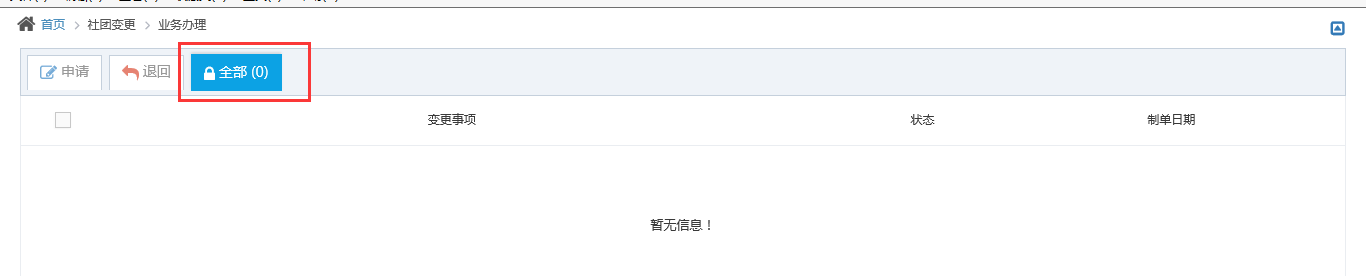 首页 > 社团变更 > 业务办理
申请 退回 全部 (0)
变更事项 状态 制单日期
暂无信息！